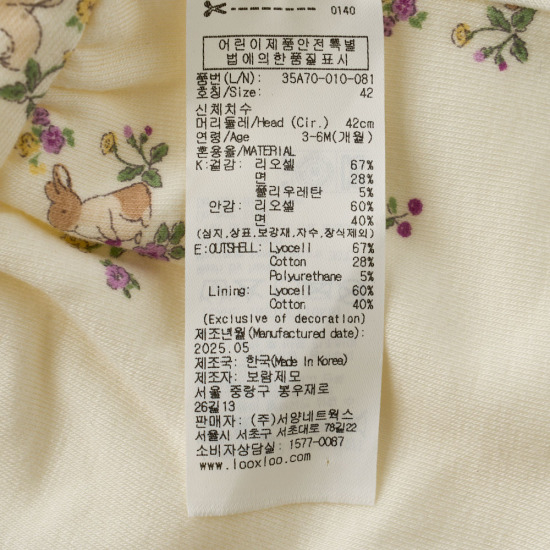 0140
어린이제품안전특별
법에의한품질표시
품번(L/N): 35A70-010-081
호칭/Size: 42
신체치수
머리둘레/Head (Cir.) 42cm
연령/Age 3-6M(개월)
혼용율/MATERIAL
K:겉감: 리오셀 67%
면 28%
폴리우레탄 5%
안감: 리오셀 60%
면 40%
(심지,상표,보강재,자수,장식제외)
E:OUTSHELL: Lyocell 67%
Cotton 28%
Polyurethane 5%
Lining: Lyocell 60%
Cotton 40%
(Exclusive of decoration)
제조년월(Manufactured date):
2025.05
제조국: 한국(Made In Korea)
제조자: 보람제모
서울 중랑구 봉우재로
26길13
판매자: (주)서양네트웍스
서울시 서초구 서초대로 78길22
소비자상담실: 1577-0087
www.looxloo.com